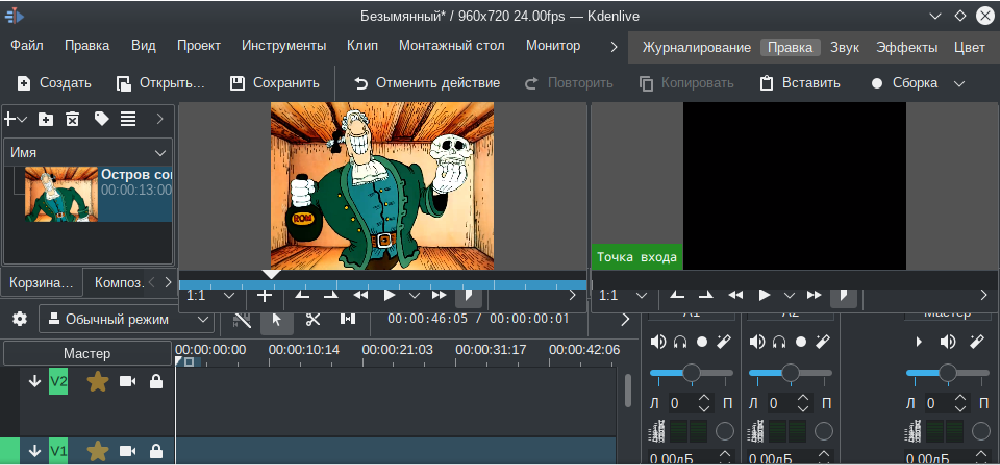 Безымянный* / 960x720 24.00fps — Kdenlive
Файл Правка Вид Проект Инструменты Клип Монтажный стол Монитор
Журналирование Правка Звук Эффекты Цвет
Создать Открыть... Сохранить Отменить действие Повторить Копировать Вставить Сборка
Имя
Остров со
00:00:13:00
ROM
Точка входа
Корзина... Композ.
1:1
1:1
Обычный режим
00:00:46:05 / 00:00:00:01
A1 A2 Мастер
Мастер
00:00:00:00 00:00:10:14 00:00:21:03 00:00:31:17 00:00:42:06
V2
Л 0 П Л 0 П Л 0 П
V1
0,00дБ 0,00дБ 0,00дБ